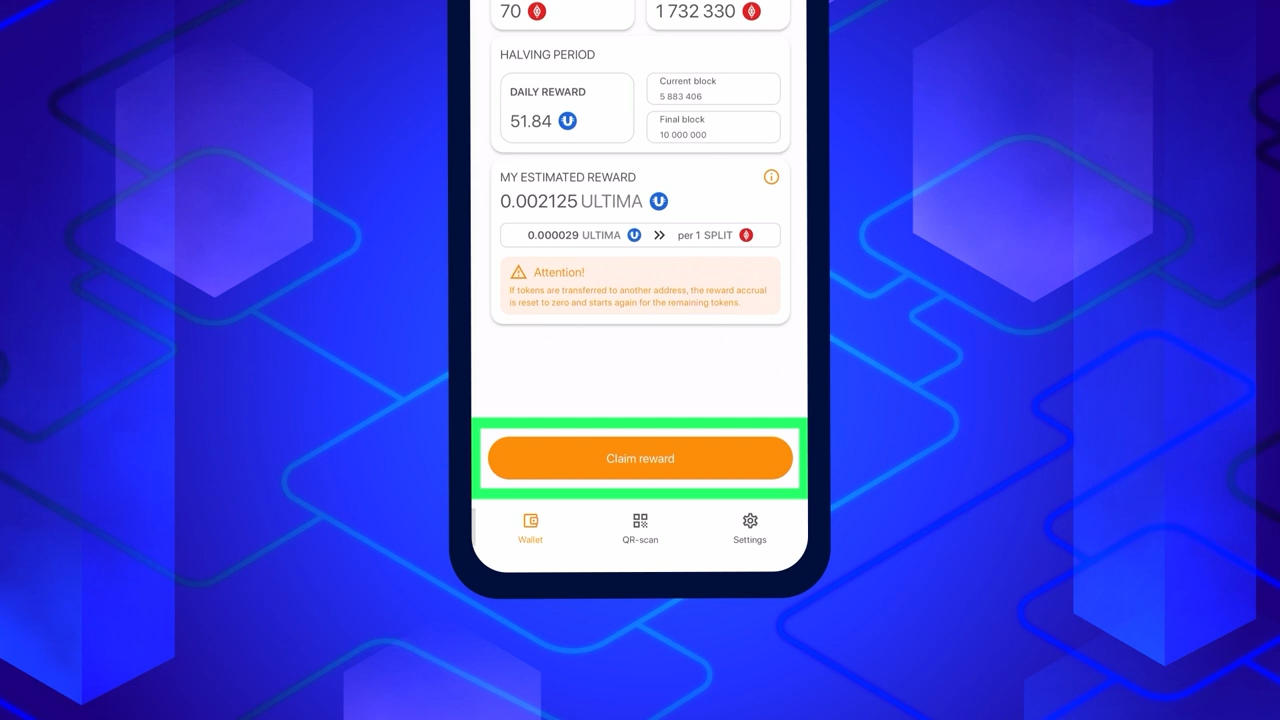 70
1 732 330
HALVING PERIOD
DAILY REWARD
51.84
Current block
5 883 406
Final block
10 000 000
MY ESTIMATED REWARD
0.002125 ULTIMA
0.000029 ULTIMA per 1 SPLIT
Attention!
If tokens are transferred to another address, the reward accrual
is reset to zero and starts again for the remaining tokens.
Claim reward
Wallet
QR-scan
Settings